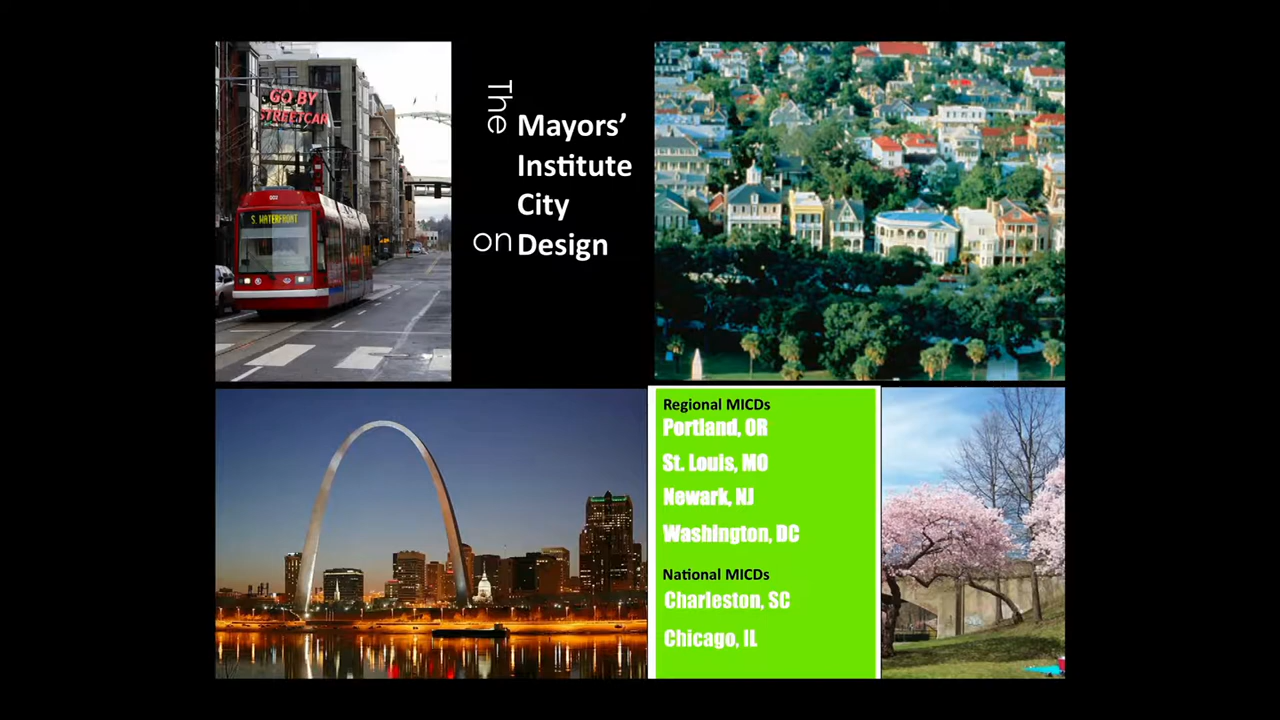 GO BY
STREETCAR
001
S. WATERFRONT
The
Mayors’
Institute
City
on Design
Regional MICDs
Portland, OR
St. Louis, MO
Newark, NJ
Washington, DC
National MICDs
Charleston, SC
Chicago, IL